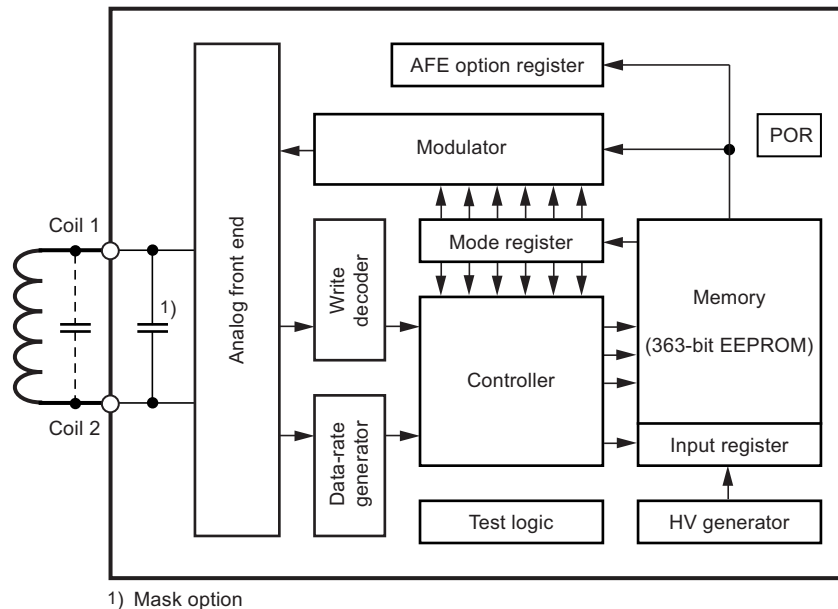 AFE option register
POR
Modulator
Coil 1
Mode register
1)
Analog front end
Write
decoder
Memory
(363-bit EEPROM)
Controller
Coil 2
Data-rate
generator
Input register
Test logic
HV generator
1) Mask option